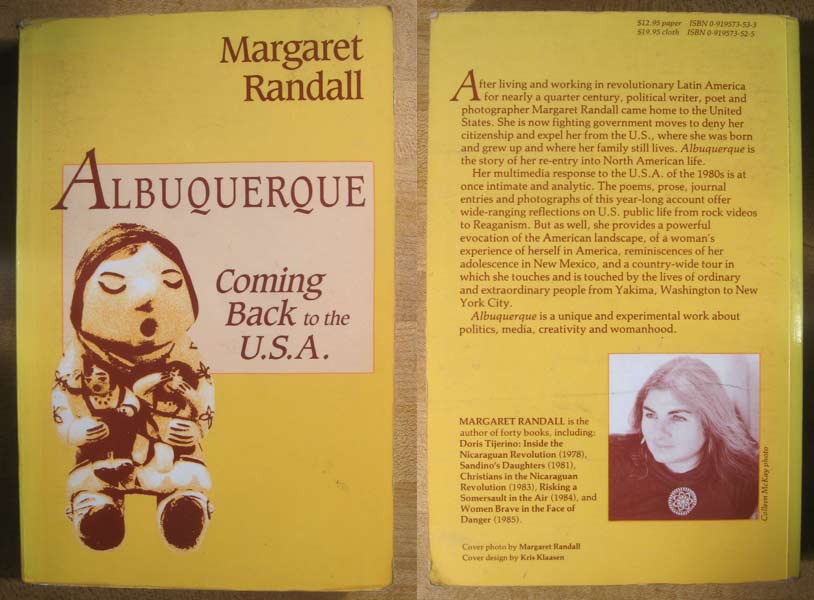 Margaret
Randall
ALBUQUERQUE
Coming
Back to the
U.S.A.
$12.95 paper ISBN 0-919573-53-3
$19.95 cloth ISBN 0-919573-52-5
After living and working in revolutionary Latin America
for nearly a quarter century, political writer, poet and
photographer Margaret Randall came home to the United
States. She is now fighting government moves to deny her
citizenship and expel her from the U.S., where she was born
and grew up and where her family still lives. Albuquerque is
the story of her re-entry into North American life.
Her multimedia response to the U.S.A. of the 1980s is at
once intimate and analytic. The poems, prose, journal
entries and photographs of this year-long account offer
wide-ranging reflections on U.S. public life from rock videos
to Reaganism. But as well, she provides a powerful
evocation of the American landscape, of a woman's
experience of herself in America, reminiscences of her
adolescence in New Mexico, and a country-wide tour in
which she touches and is touched by the lives of ordinary
and extraordinary people from Yakima, Washington to New
York City.
Albuquerque is a unique and experimental work about
politics, media, creativity and womanhood.
MARGARET RANDALL is the
author of forty books, including:
Doris Tijerino: Inside the
Nicaraguan Revolution (1978),
Sandino's Daughters (1981),
Christians in the Nicaraguan
Revolution (1983), Risking a
Somersault in the Air (1984), and
Women Brave in the Face of
Danger (1985).
Colleen McKay photo
Cover photo by Margaret Randall
Cover design by Kris Klaasen